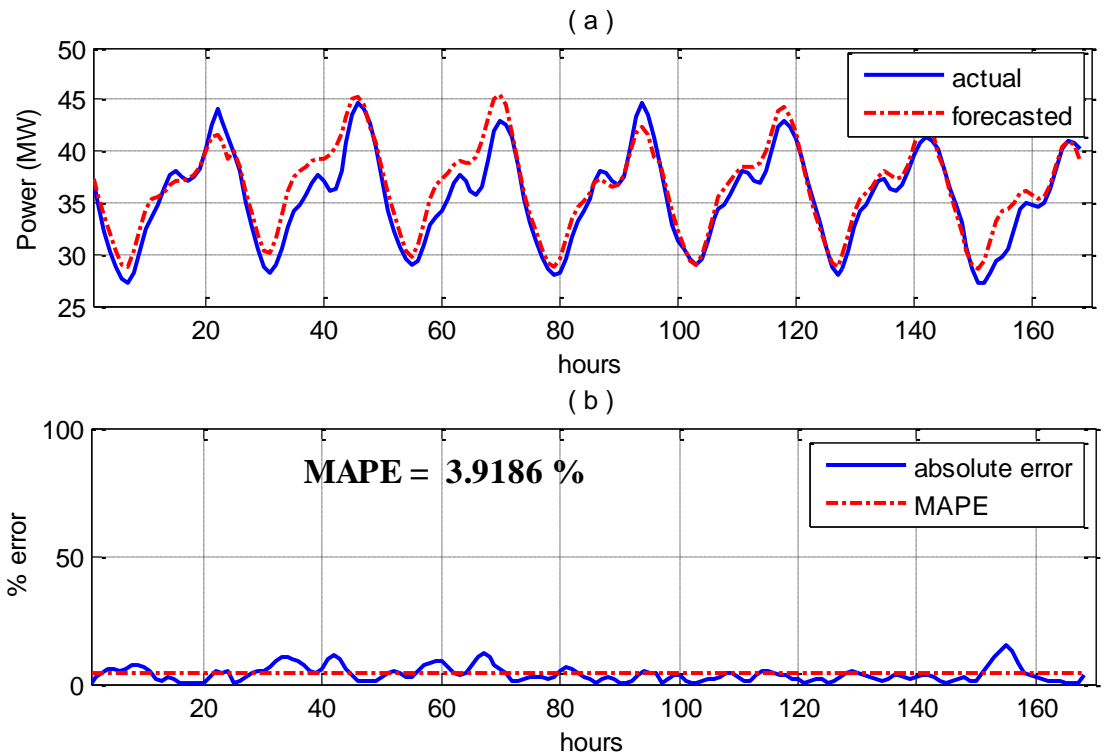 ( a )
50
45
40
35
30
25
Power (MW)
actual
forecasted
20 40 60 80 100 120 140 160
hours
( b )
100
50
0
% error
MAPE = 3.9186 %
absolute error
MAPE
20 40 60 80 100 120 140 160
hours